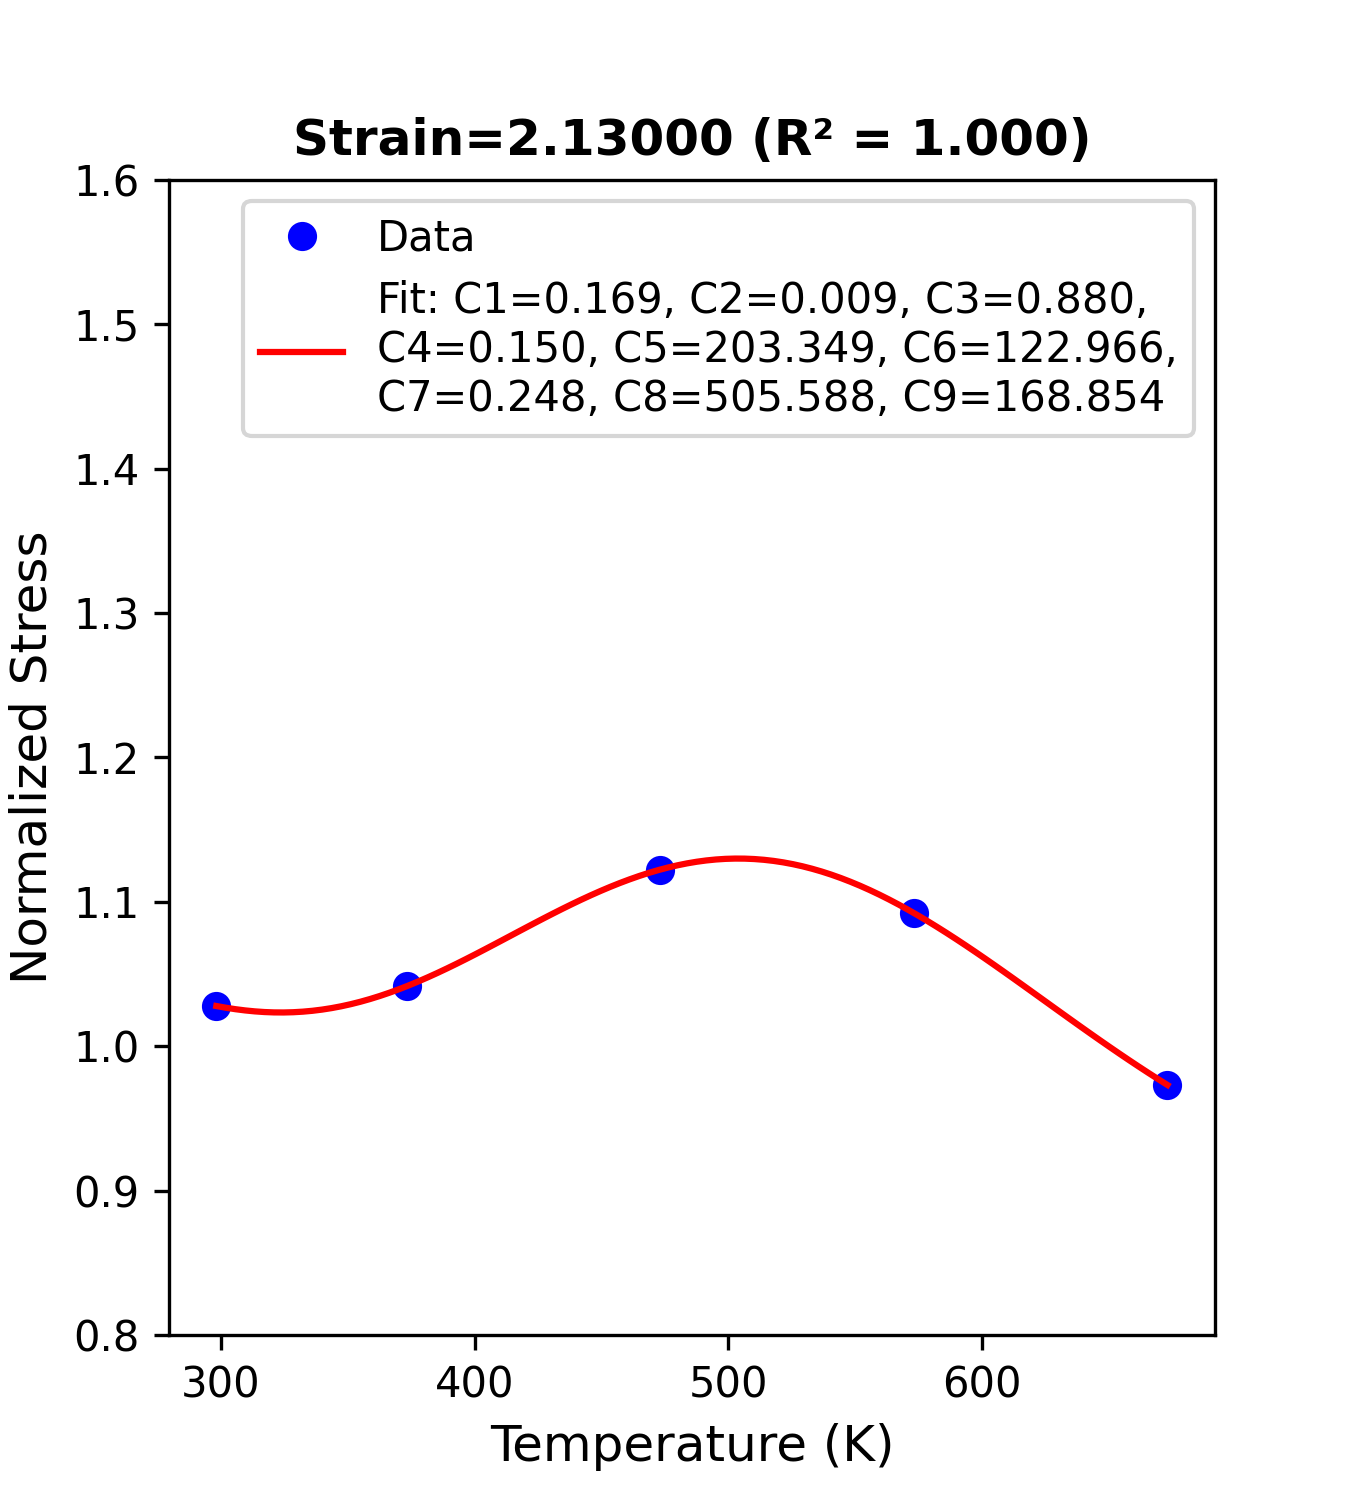 Strain=2.13000 (R² = 1.000)
1.6
1.5
1.4
1.3
1.2
1.1
1.0
0.9
0.8
Normalized Stress
Data
Fit: C1=0.169, C2=0.009, C3=0.880,
C4=0.150, C5=203.349, C6=122.966,
C7=0.248, C8=505.588, C9=168.854
300 400 500 600
Temperature (K)